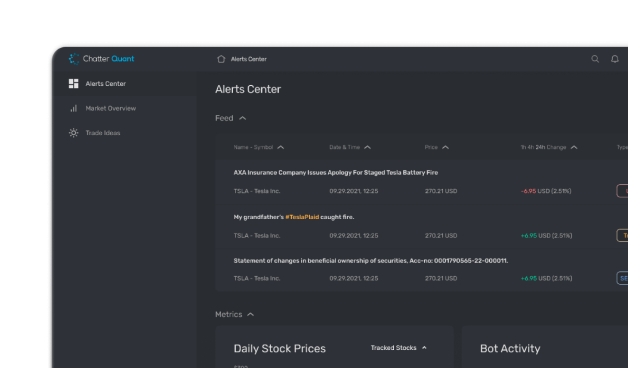 Chatter Quant
Alerts Center
Alerts Center
Market Overview
Trade Ideas
Alerts Center
Feed
Name - Symbol Date & Time Price 1h 4h 24h Change Type
AXA Insurance Company Issues Apology For Staged Tesla Battery Fire
TSLA - Tesla Inc. 09.29.2021, 12:25 270.21 USD -6.95 USD (2.51%)
My grandfather's #TeslaPlaid caught fire.
TSLA - Tesla Inc. 09.29.2021, 12:25 270.21 USD +6.95 USD (2.51%)
Statement of changes in beneficial ownership of securities, Acc-no: 0001790565-22-000011.
TSLA - Tesla Inc. 09.29.2021, 12:25 270.21 USD +6.95 USD (2.51%)
Metrics
Daily Stock Prices Tracked Stocks Bot Activity